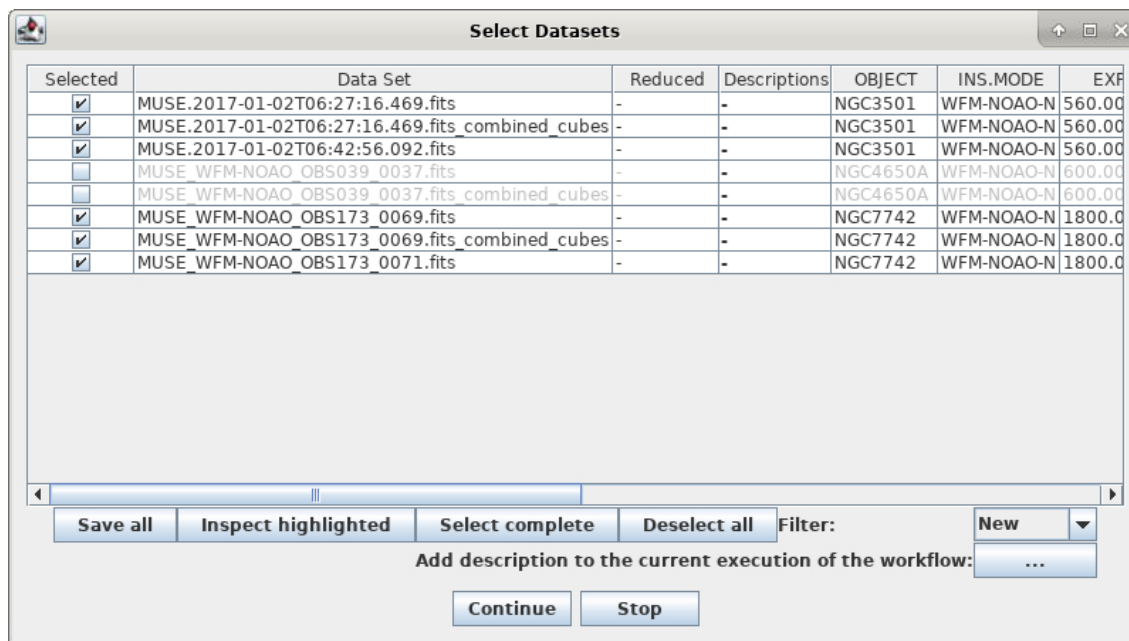 Select Datasets
Selected Data Set Reduced Descriptions OBJECT INS.MODE EXP
MUSE.2017-01-02T06:27:16.469.fits - - NGC3501 WFM-NOAO-N 560.00
MUSE.2017-01-02T06:27:16.469.fits_combined_cubes - - NGC3501 WFM-NOAO-N 560.00
MUSE.2017-01-02T06:42:56.092.fits - - NGC3501 WFM-NOAO-N 560.00
MUSE_WFM-NOAO_OBS039_0037.fits - - NGC4650A WFM-NOAO-N 600.00
MUSE_WFM-NOAO_OBS039_0037.fits_combined_cubes - - NGC4650A WFM-NOAO-N 600.00
MUSE_WFM-NOAO_OBS173_0069.fits - - NGC7742 WFM-NOAO-N 1800.0
MUSE_WFM-NOAO_OBS173_0069.fits_combined_cubes - - NGC7742 WFM-NOAO-N 1800.0
MUSE_WFM-NOAO_OBS173_0071.fits - - NGC7742 WFM-NOAO-N 1800.0
Save all Inspect highlighted Select complete Deselect all Filter: New
Add description to the current execution of the workflow: ...
Continue Stop